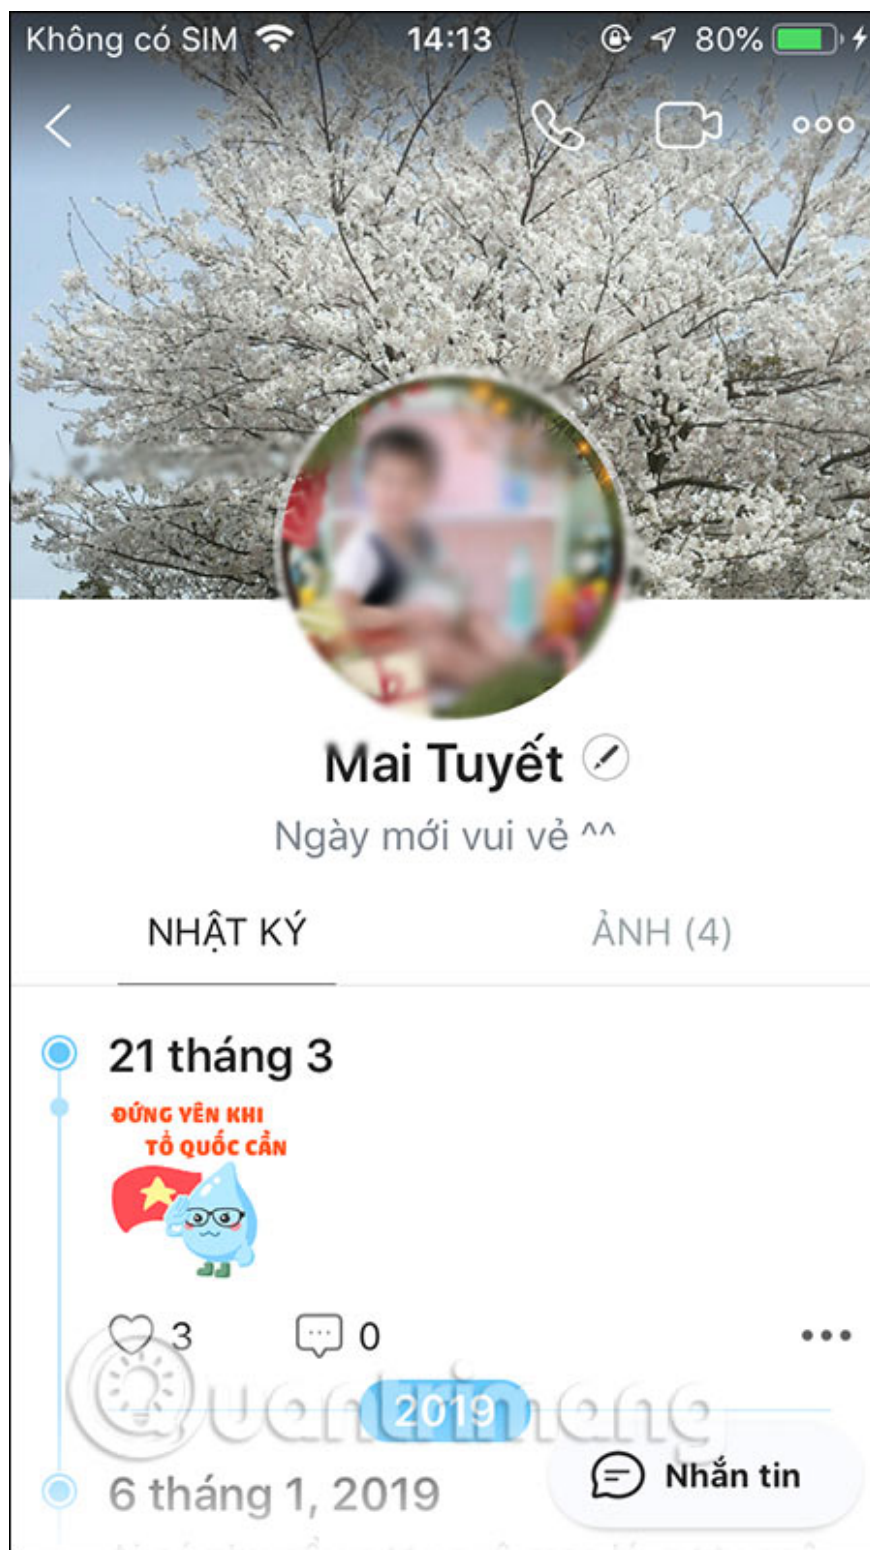 Không có SIM 14:13 80%
Mai Tuyết
Ngày mới vui vẻ ^^
NHẬT KÝ ẢNH (4)
21 tháng 3
ĐỨNG YÊN KHI
TỔ QUỐC CẦN
3 0
Quantrimang
2019
6 tháng 1, 2019
Nhắn tin